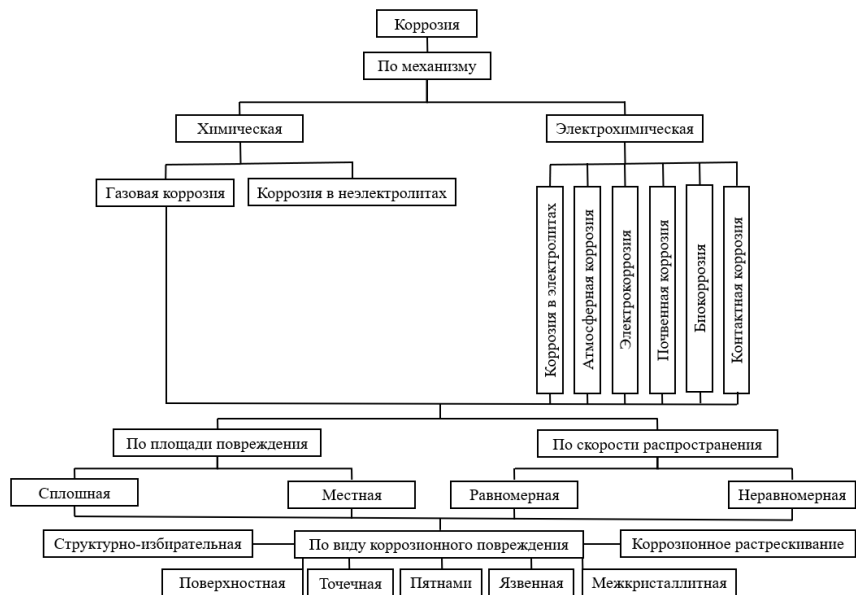 Коррозия
По механизму
Химическая
Электрохимическая
Газовая коррозия
Коррозия в неэлектролитах
Коррозия в электролитах
Атмосферная коррозия
Электрокоррозия
Почвенная коррозия
Биокоррозия
Контактная коррозия
По площади повреждения
По скорости распространения
Сплошная
Местная
Равномерная
Неравномерная
Структурно-избирательная
По виду коррозионного повреждения
Коррозионное растрескивание
Поверхностная
Точечная
Пятнами
Язвенная
Межкристаллитная